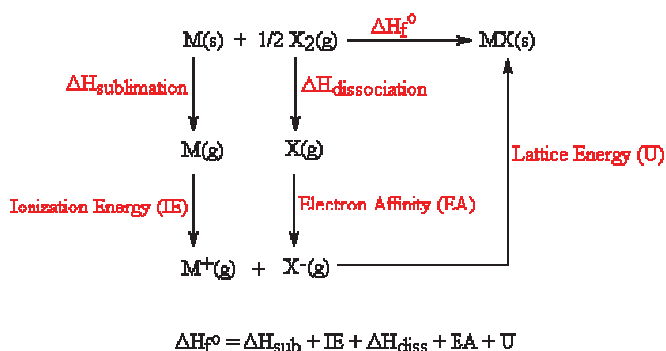 ΔHf°
M(s) + 1/2 X2(g) MX(s)
ΔHsublimation ΔHdissociation
M(g) X(g) Lattice Energy (U)
Ionization Energy (IE) Electron Affinity (EA)
M+(g) + X-(g)
ΔHf° = ΔHsub + IE + ΔHdiss + EA + U